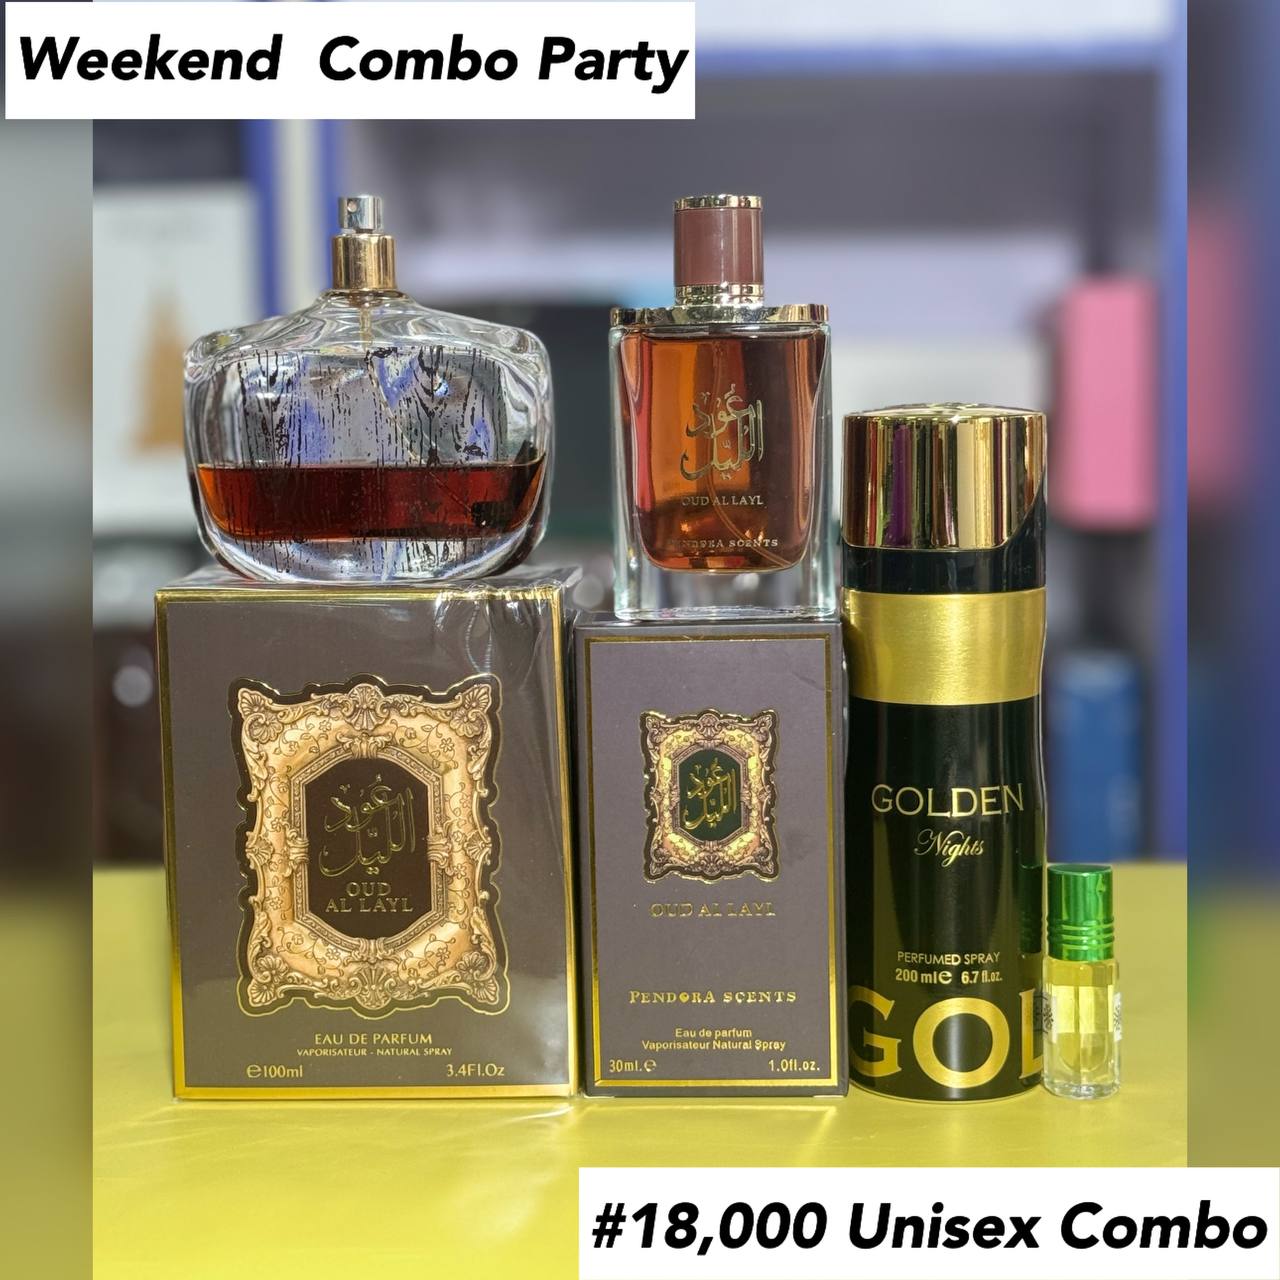 Weekend Combo Party
عود
الليل
OUD AL LAYL
PENDORA SCENTS
عود
الليل
OUD
AL LAYL
EAU DE PARFUM
VAPORISATEUR - NATURAL SPRAY
℮100ml 3.4Fl.Oz
عود
الليل
OUD AL LAYL
PENDORA SCENTS
Eau de parfum
Vaporisateur Natural Spray
30ml.℮ 1.0fl.oz.
GOLDEN
Nights
PERFUMED SPRAY
200 ml℮ 6.7 fl.oz.
GOL
#18,000 Unisex Combo